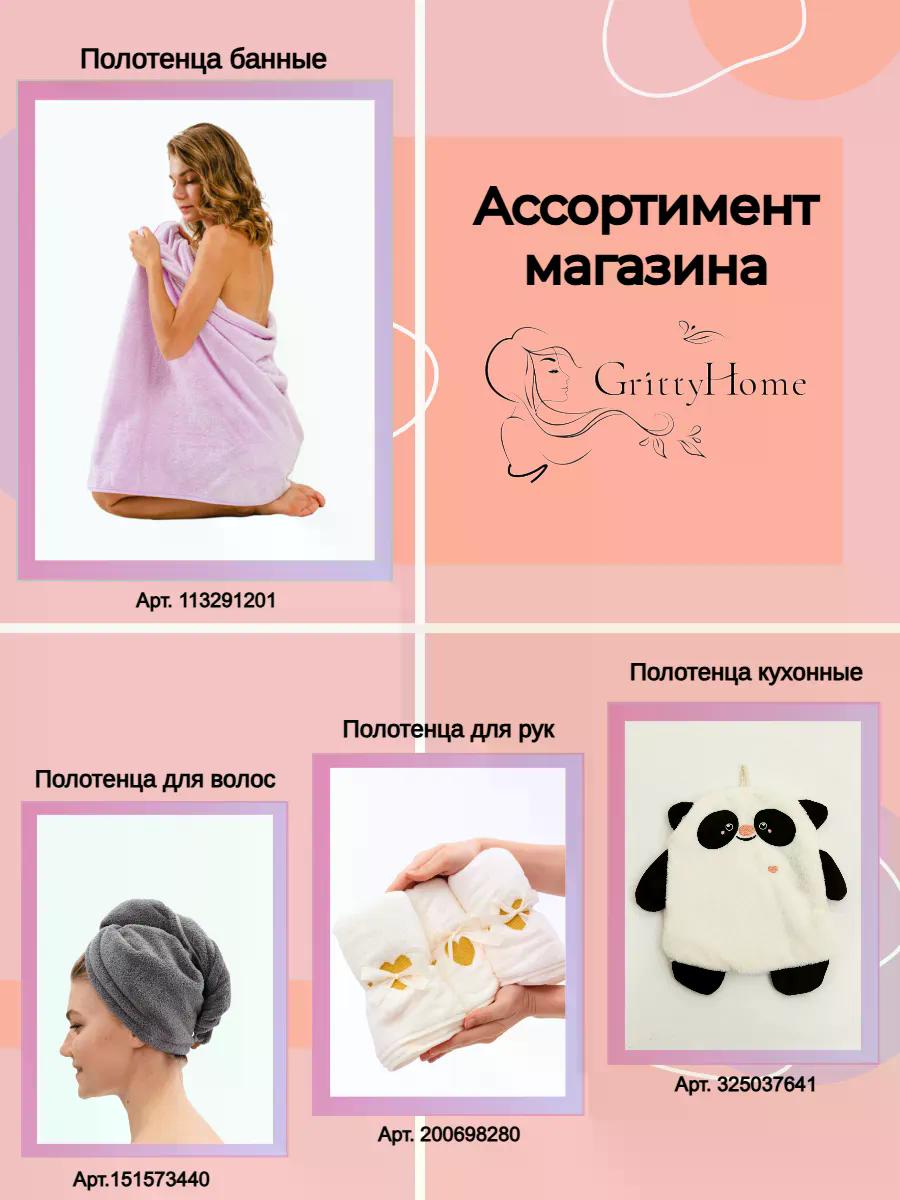 Полотенца банные
Арт. 113291201
Ассортимент
магазина
GrittyHome
Полотенца для волос
Арт.151573440
Полотенца для рук
Арт. 200698280
Полотенца кухонные
Арт. 325037641